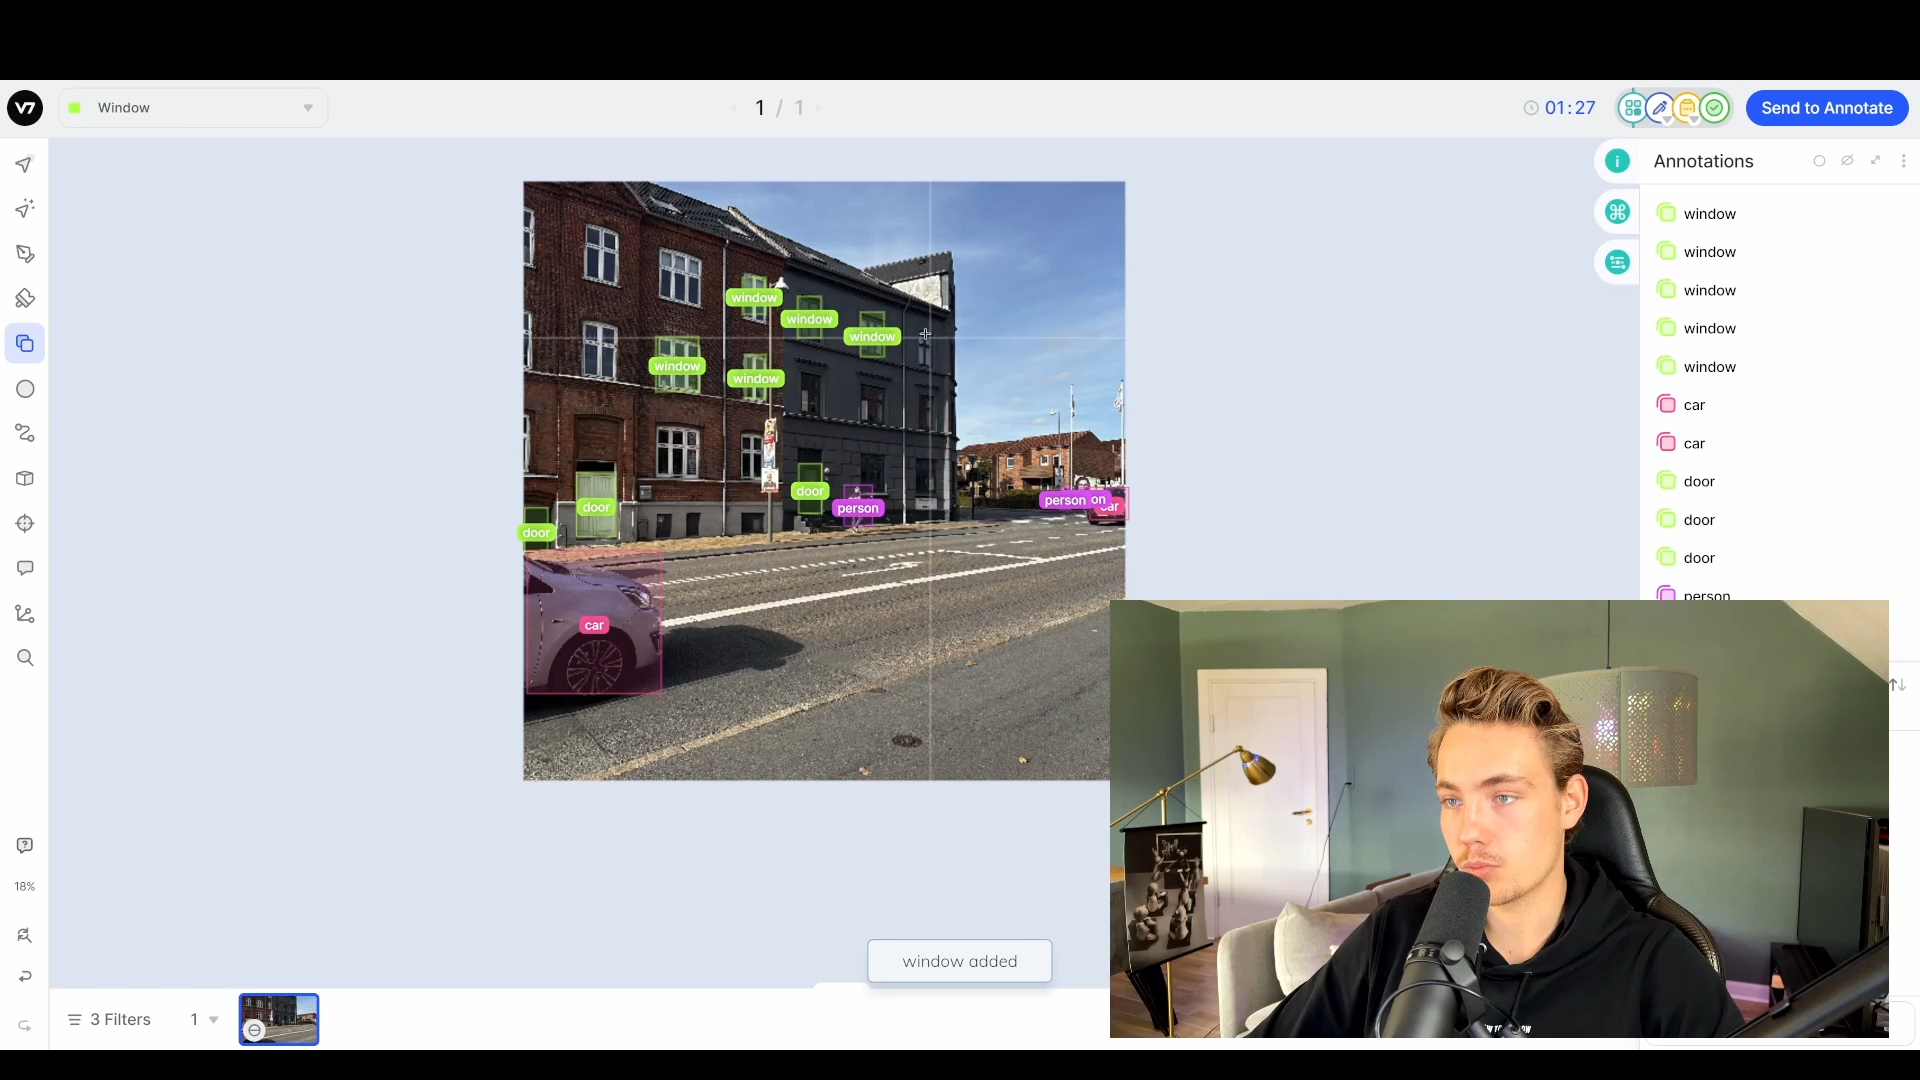 V7
Window
1 / 1
01:27
Send to Annotate
Annotations
window
window
window
window
window
car
car
door
door
door
person
window
window
window
window
window
door
door
door
person
person
on
car
car
18%
window added
3 Filters
1